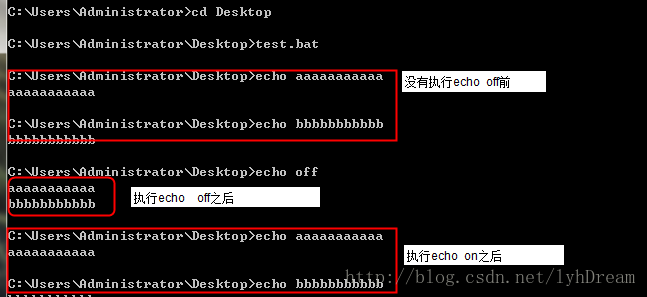 C:\Users\Administrator>cd Desktop
C:\Users\Administrator\Desktop>test.bat
C:\Users\Administrator\Desktop>echo aaaaaaaaaaa
没有执行echo off前
aaaaaaaaaaa
C:\Users\Administrator\Desktop>echo bbbbbbbbbbb
bbbbbbbbbbb
C:\Users\Administrator\Desktop>echo off
aaaaaaaaaaa
执行echo off之后
bbbbbbbbbbb
C:\Users\Administrator\Desktop>echo aaaaaaaaaaa
aaaaaaaaaaa
执行echo on之后
http://blog.csdn.net/lyhDream
C:\Users\Administrator\Desktop>echo bbbbbbbbbbb